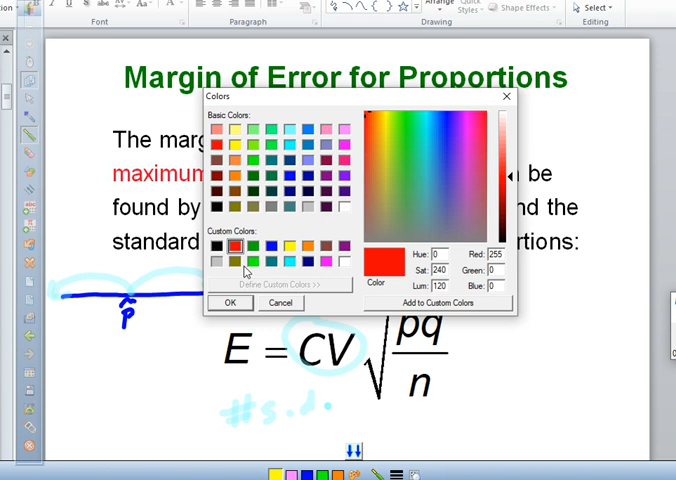 Font
Paragraph
Arrange
Quick
Styles
Shape Effects
Drawing
Select
Editing
Margin of Error for Proportions
Colors
Basic Colors:
Custom Colors:
Define Custom Colors >>
OK
Cancel
Color
Hue: 0
Sat: 240
Lum: 120
Red: 255
Green: 0
Blue: 0
Add to Custom Colors
The
maximum
be
found by
nd the
standard
rtions:
p̂
E = CV √ pq / n
# s.d.